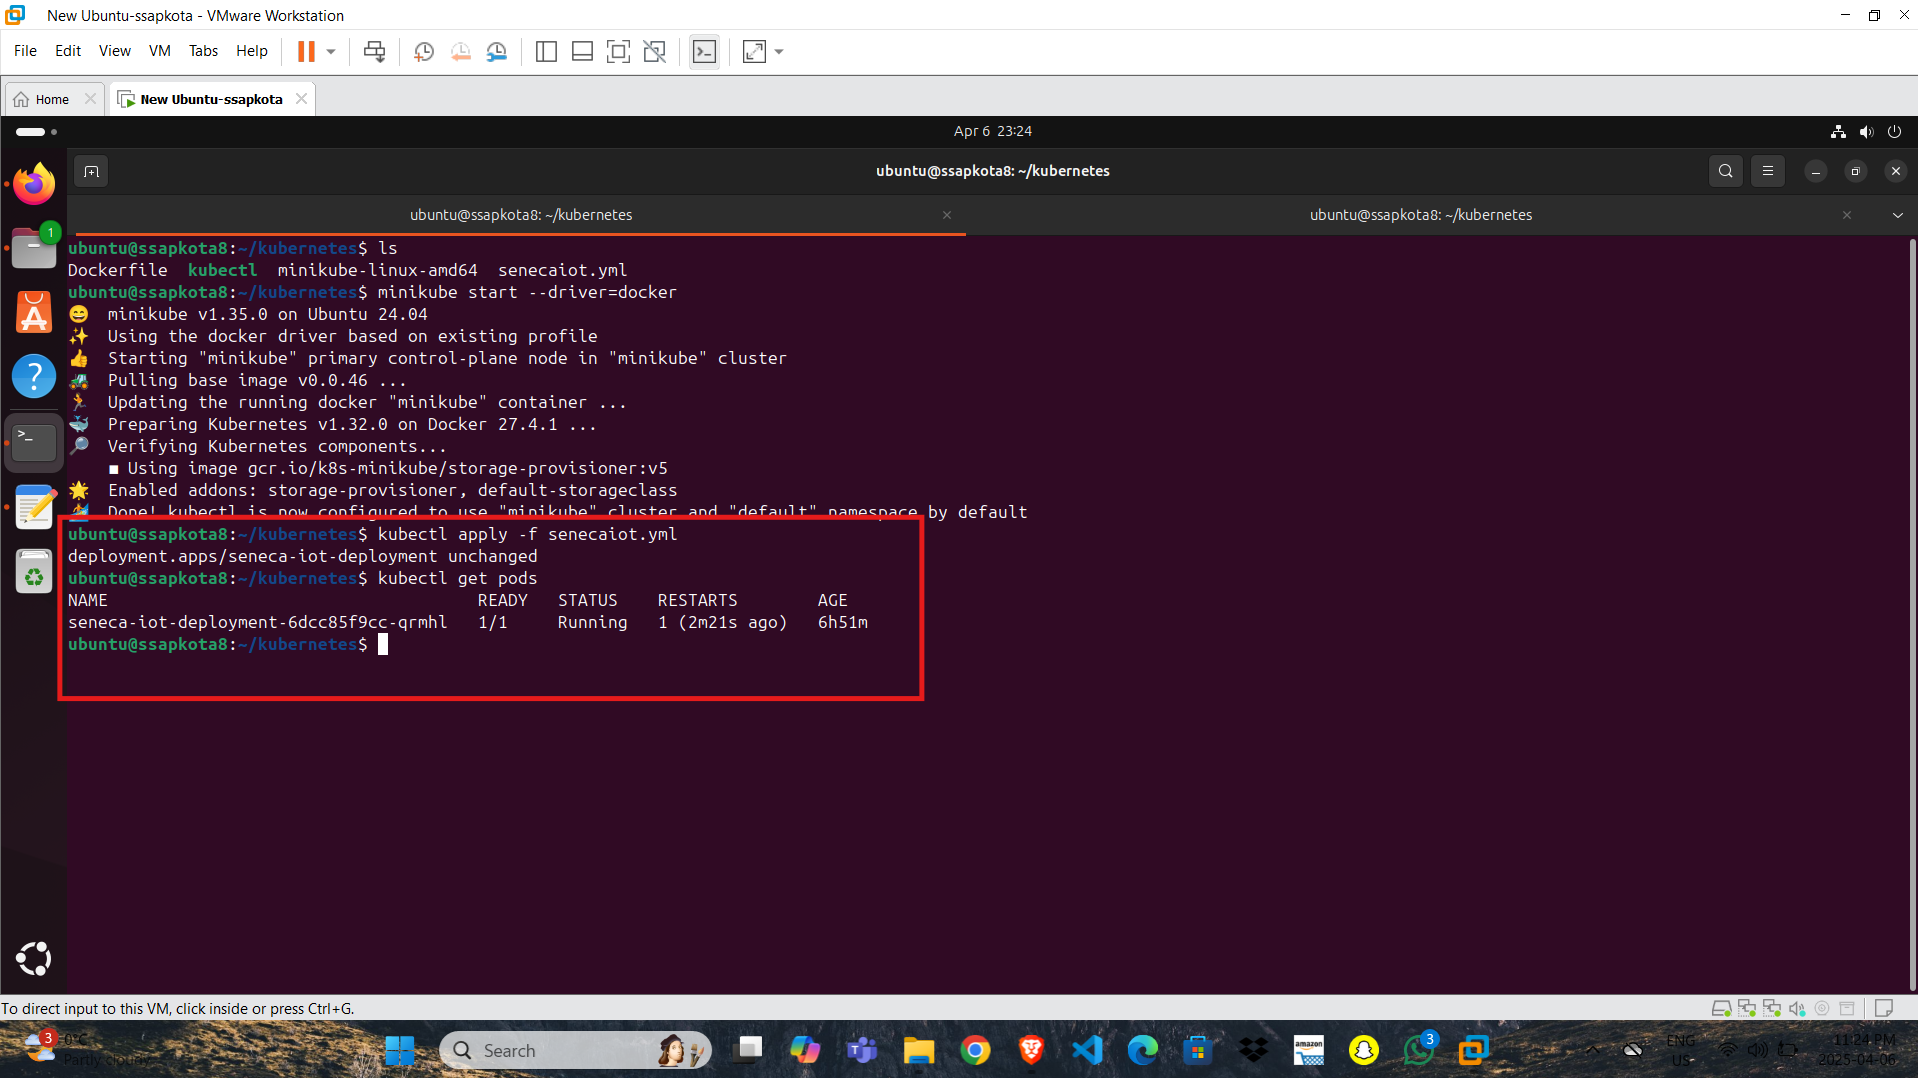 New Ubuntu-ssapkota - VMware Workstation
File Edit View VM Tabs Help
Home New Ubuntu-ssapkota
Apr 6 23:24
ubuntu@ssapkota8: ~/kubernetes
ubuntu@ssapkota8: ~/kubernetes ubuntu@ssapkota8: ~/kubernetes
1
ubuntu@ssapkota8:~/kubernetes$ ls
Dockerfile kubectl minikube-linux-amd64 senecaiot.yml
ubuntu@ssapkota8:~/kubernetes$ minikube start --driver=docker
😄 minikube v1.35.0 on Ubuntu 24.04
✨ Using the docker driver based on existing profile
👍 Starting "minikube" primary control-plane node in "minikube" cluster
🚜 Pulling base image v0.0.46 ...
🏃 Updating the running docker "minikube" container ...
🐳 Preparing Kubernetes v1.32.0 on Docker 27.4.1 ...
🔎 Verifying Kubernetes components...
▪ Using image gcr.io/k8s-minikube/storage-provisioner:v5
🌟 Enabled addons: storage-provisioner, default-storageclass
🏄 Done! kubectl is now configured to use "minikube" cluster and "default" namespace by default
ubuntu@ssapkota8:~/kubernetes$ kubectl apply -f senecaiot.yml
deployment.apps/seneca-iot-deployment unchanged
ubuntu@ssapkota8:~/kubernetes$ kubectl get pods
NAME READY STATUS RESTARTS AGE
seneca-iot-deployment-6dcc85f9cc-qrmhl 1/1 Running 1 (2m21s ago) 6h51m
ubuntu@ssapkota8:~/kubernetes$
To direct input to this VM, click inside or press Ctrl+G.
3
0°C
Partly cloudy
Search
amazon
3
ENG
US
11:24 PM
2025-04-06